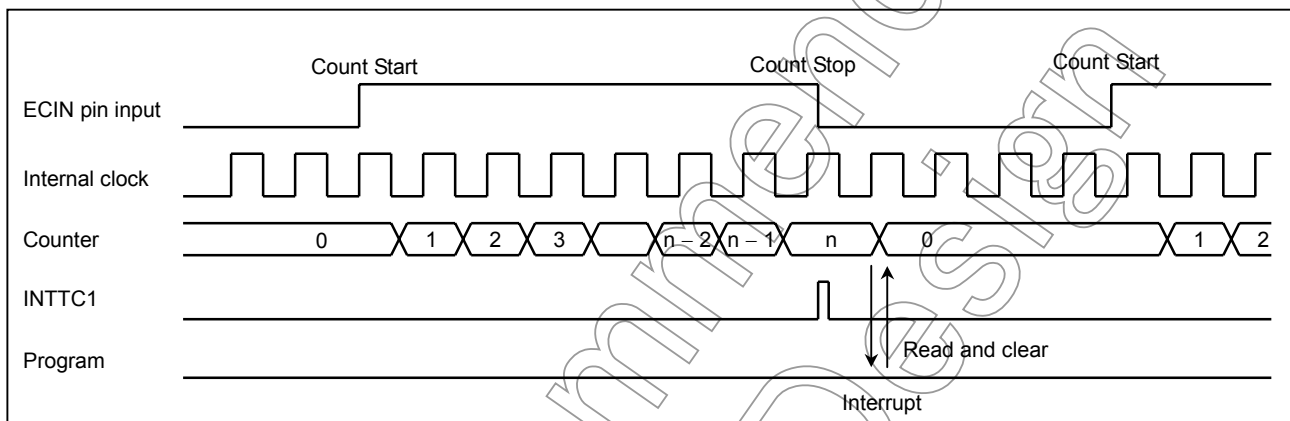 Count Start Count Stop Count Start
ECIN pin input
Internal clock
Counter 0 1 2 3 n − 2 n − 1 n 0 1 2
INTTC1
Program Read and clear
Interrupt